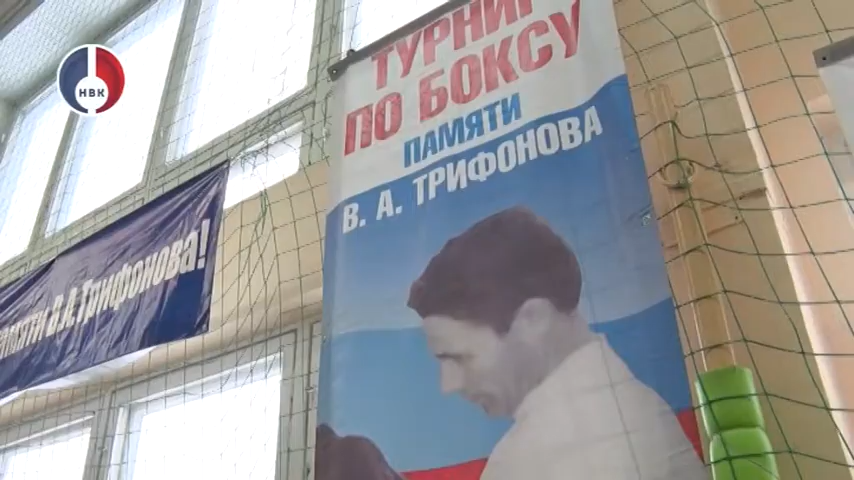 НВК
ТУРНИР
ПО БОКСУ
ПАМЯТИ
В. А. ТРИФОНОВА
ПАМЯТИ В.А.Трифонова!